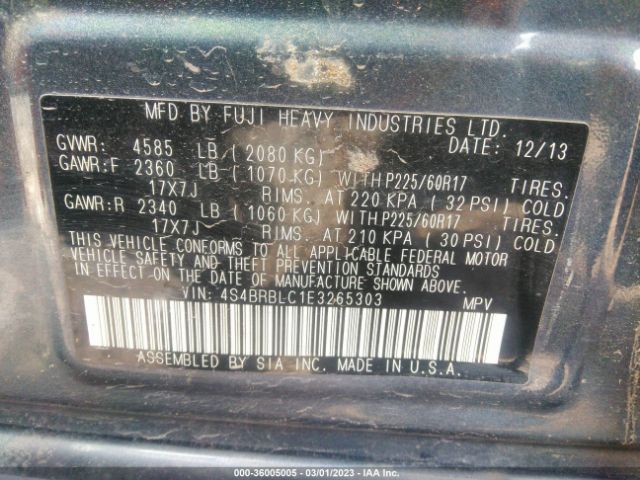 MFD BY FUJI HEAVY INDUSTRIES LTD.
GVWR: 4585 LB ( 2080 KG) DATE: 12/13
GAWR:F 2360 LB ( 1070 KG) WITH P225/60R17 TIRES.
17X7J RIMS. AT 220 KPA ( 32 PSI) COLD
GAWR:R 2340 LB ( 1060 KG) WITH P225/60R17 TIRES.
17X7J RIMS. AT 210 KPA ( 30 PSI) COLD
THIS VEHICLE CONFORMS TO ALL APPLICABLE FEDERAL MOTOR
VEHICLE SAFETY AND THEFT PREVENTION STANDARDS
IN EFFECT ON THE DATE OF MANUFACTURE SHOWN ABOVE.
VIN: 4S4BRBLC1E3265303 MPV
ASSEMBLED BY SIA INC. MADE IN U.S.A.
000-36005005 - 03/01/2023 - IAA Inc.